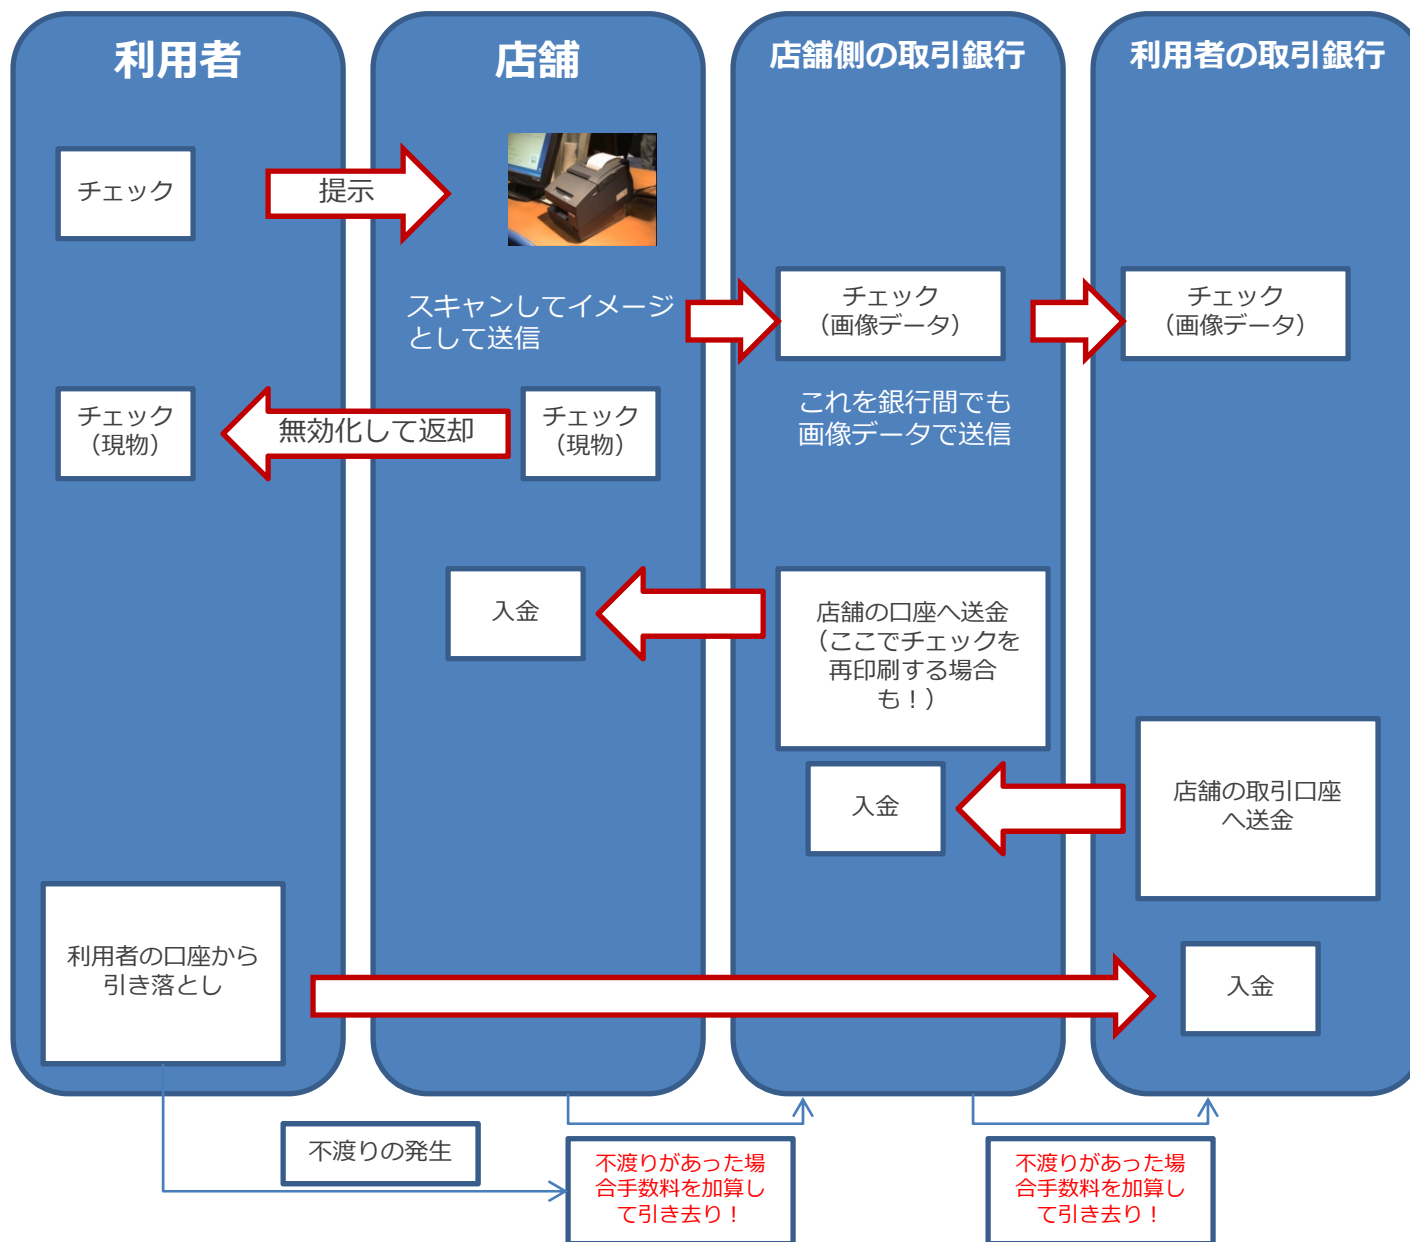 利用者
店舗
店舗側の取引銀行
利用者の取引銀行
チェック
提示
スキャンしてイメージ
として送信
チェック
（画像データ）
チェック
（画像データ）
チェック
（現物）
無効化して返却
チェック
（現物）
これを銀行間でも
画像データで送信
入金
店舗の口座へ送金
（ここでチェックを
再印刷する場合
も！）
入金
店舗の取引口座
へ送金
利用者の口座から
引き落とし
入金
不渡りの発生
不渡りがあった場
合手数料を加算し
て引き去り！
不渡りがあった場
合手数料を加算し
て引き去り！